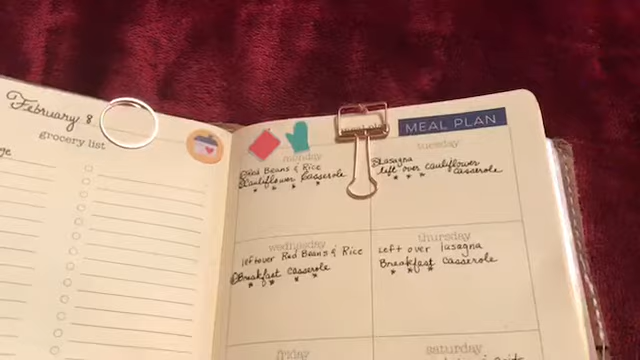 February 8
grocery list
MEAL PLAN
monday
Red Beans & Rice
Cauliflower Casserole
tuesday
Lasagna
left over cauliflower
casserole
wednesday
leftover Red Beans & Rice
Breakfast Casserole
thursday
left over lasagna
Breakfast Casserole
friday
saturday